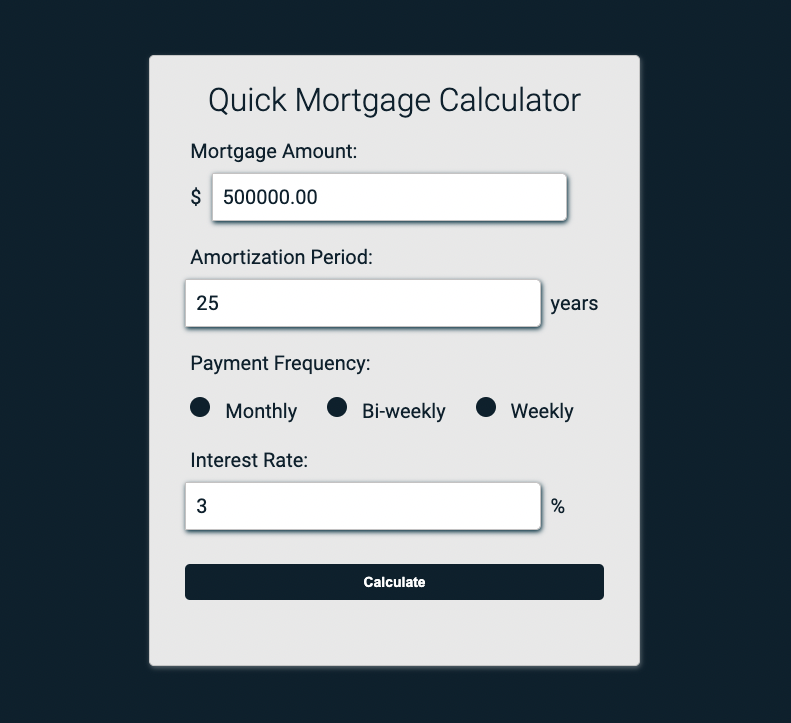 Quick Mortgage Calculator
Mortgage Amount:
$ 500000.00
Amortization Period:
25 years
Payment Frequency:
Monthly Bi-weekly Weekly
Interest Rate:
3 %
Calculate